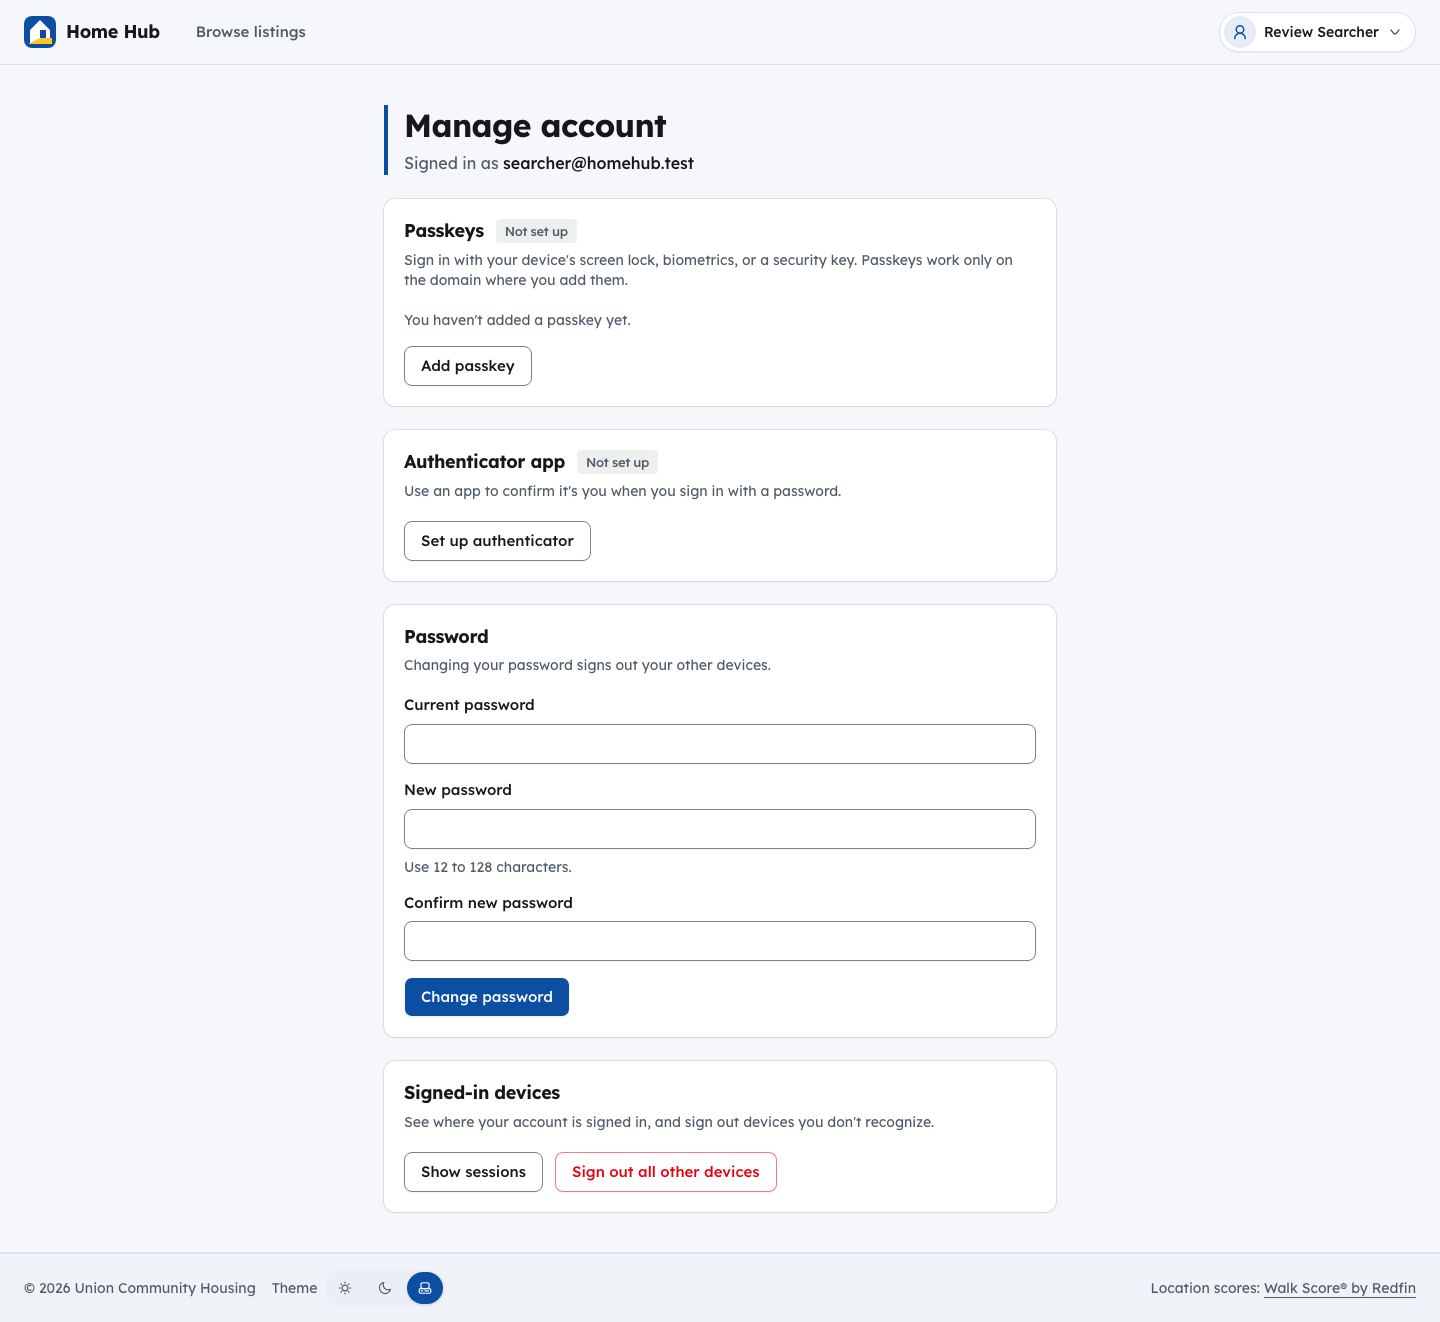 Home Hub
Browse listings
Review Searcher
Manage account
Signed in as searcher@homehub.test
Passkeys
Not set up
Sign in with your device's screen lock, biometrics, or a security key. Passkeys work only on
the domain where you add them.
You haven't added a passkey yet.
Add passkey
Authenticator app
Not set up
Use an app to confirm it's you when you sign in with a password.
Set up authenticator
Password
Changing your password signs out your other devices.
Current password
New password
Use 12 to 128 characters.
Confirm new password
Change password
Signed-in devices
See where your account is signed in, and sign out devices you don't recognize.
Show sessions
Sign out all other devices
© 2026 Union Community Housing
Theme
Location scores: Walk Score® by Redfin